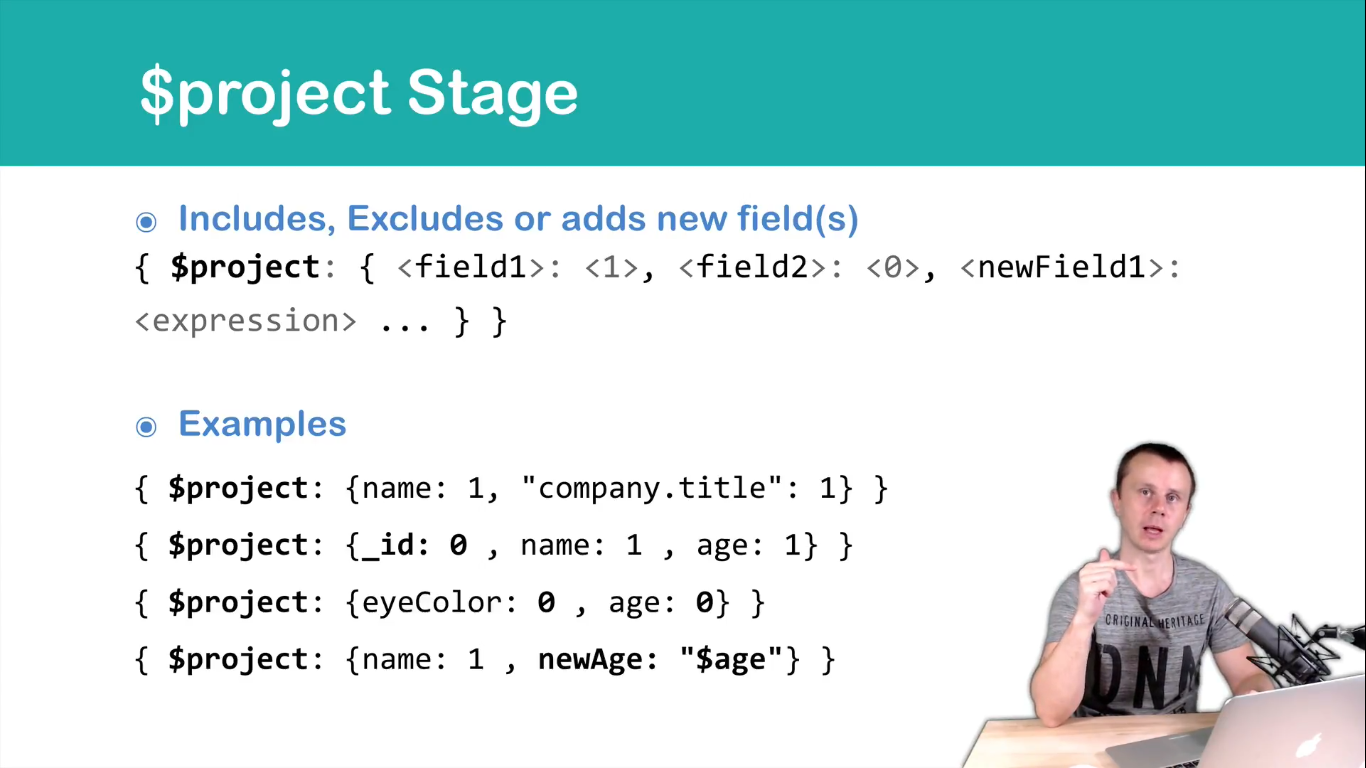 $project Stage
Includes, Excludes or adds new field(s)
{ $project: { <field1>: <1>, <field2>: <0>, <newField1>:
<expression> ... } }
Examples
{ $project: {name: 1, "company.title": 1} }
{ $project: {_id: 0 , name: 1 , age: 1} }
{ $project: {eyeColor: 0 , age: 0} }
{ $project: {name: 1 , newAge: "$age"} }
ORIGINAL HERITAGE
DNM